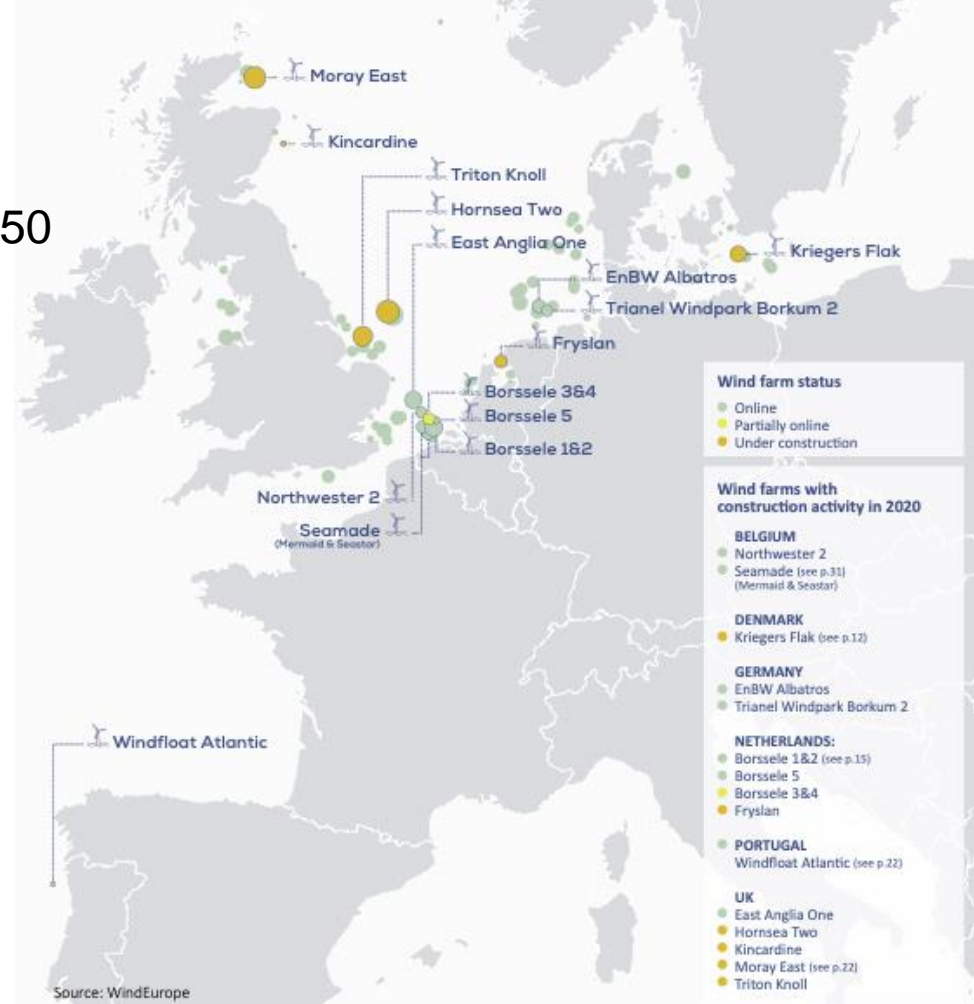 Moray East
Kincardine
Triton Knoll
50
Hornsea Two
East Anglia One
Kriegers Flak
EnBW Albatros
Trianel Windpark Borkum 2
Fryslan
Borssele 3&4
Borssele 5
Borssele 1&2
Northwester 2
Seamade
(Mermaid & Seastar)
Windfloat Atlantic
Wind farm status
Online
Partially online
Under construction
Wind farms with
construction activity in 2020
BELGIUM
Northwester 2
Seamade (see p.31)
(Mermaid & Seastar)
DENMARK
Kriegers Flak (see p.12)
GERMANY
EnBW Albatros
Trianel Windpark Borkum 2
NETHERLANDS:
Borssele 1&2 (see p.15)
Borssele 5
Borssele 3&4
Fryslan
PORTUGAL
Windfloat Atlantic (see p.22)
UK
East Anglia One
Hornsea Two
Kincardine
Moray East (see p.22)
Triton Knoll
Source: WindEurope